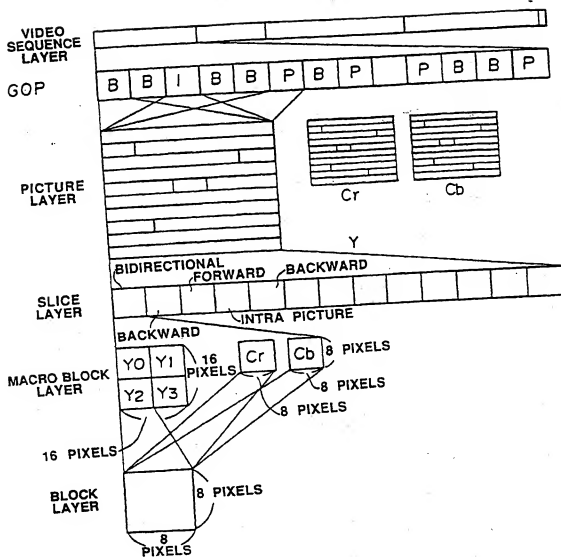 VIDEO
SEQUENCE
LAYER
GOP
B B I B B P B P P B B P
PICTURE
LAYER
Cr
Cb
Y
BIDIRECTIONAL
FORWARD
BACKWARD
SLICE
LAYER
BACKWARD
INTRA PICTURE
MACRO BLOCK
LAYER
Y0 Y1
Y2 Y3
16
PIXELS
Cr
Cb
8 PIXELS
8 PIXELS
8
PIXELS
16 PIXELS
BLOCK
LAYER
8 PIXELS
8
PIXELS